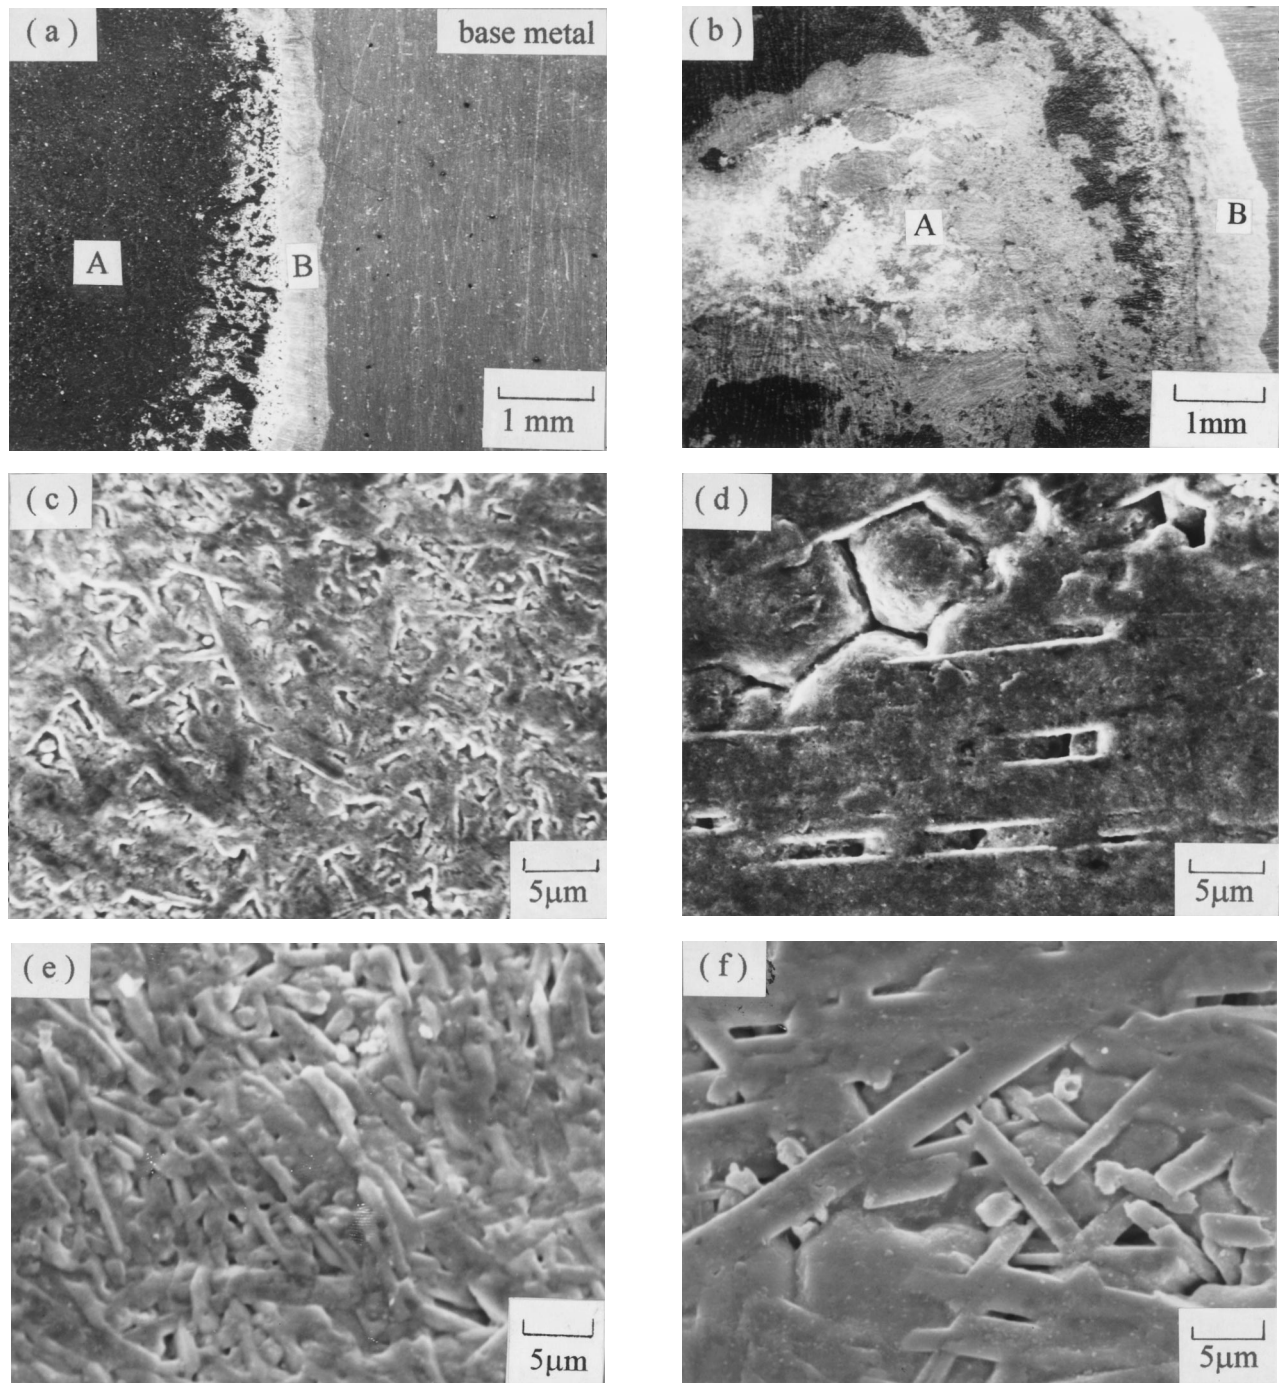 ( a )
base metal
A
B
1 mm
( b )
A
B
1mm
( c )
5μm
( d )
5μm
( e )
5μm
( f )
5μm